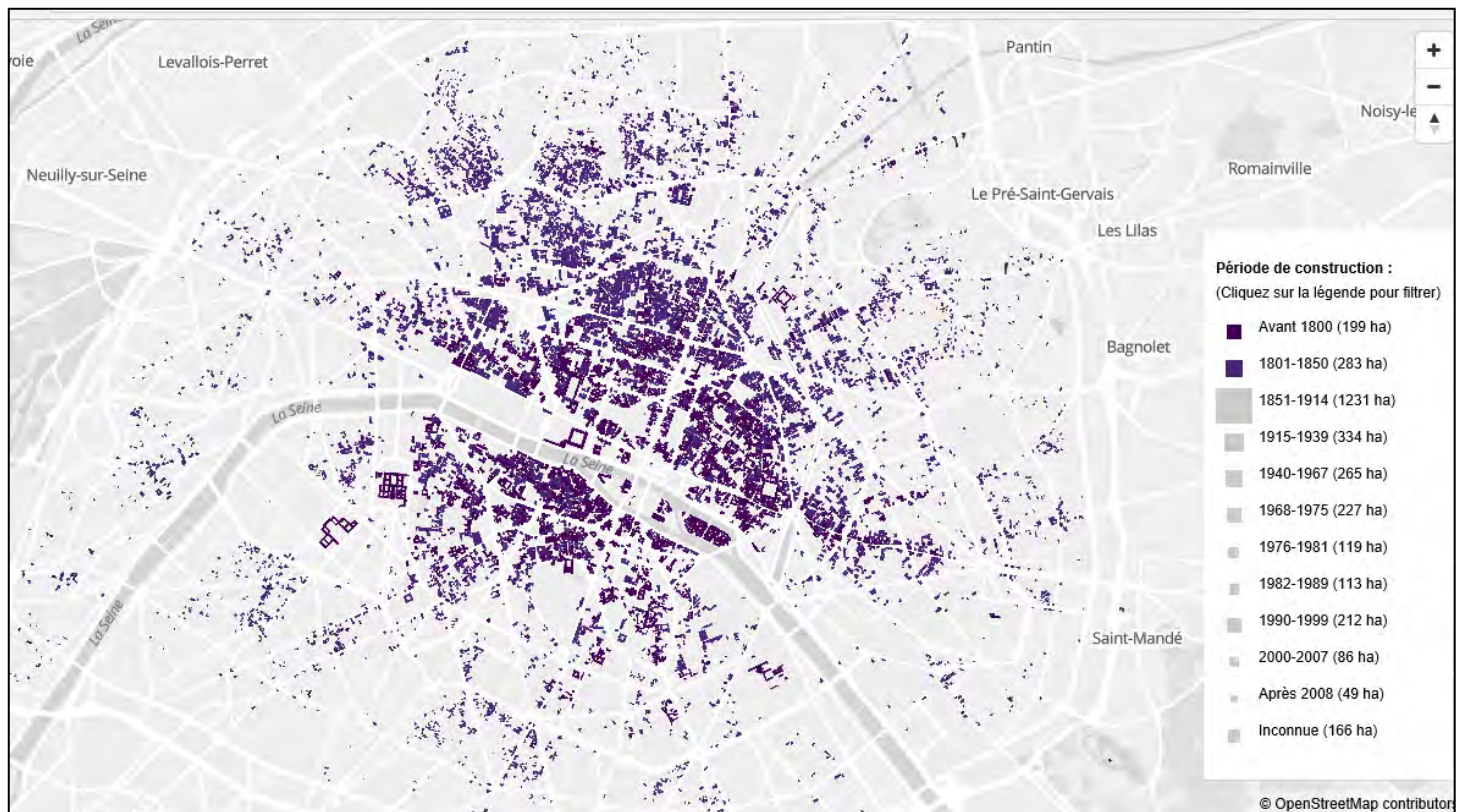 La Seine
voie
Levallois-Perret
Pantin
+
−
Noisy-le
Neuilly-sur-Seine
Romainville
Le Pré-Saint-Gervais
Les Lilas
Période de construction :
(Cliquez sur la légende pour filtrer)
Avant 1800 (199 ha)
Bagnolet
1801-1850 (283 ha)
1851-1914 (1231 ha)
La Seine
1915-1939 (334 ha)
La Seine
1940-1967 (265 ha)
1968-1975 (227 ha)
1976-1981 (119 ha)
1982-1989 (113 ha)
La Seine
1990-1999 (212 ha)
Saint-Mandé
2000-2007 (86 ha)
Après 2008 (49 ha)
Inconnue (166 ha)
© OpenStreetMap contributors